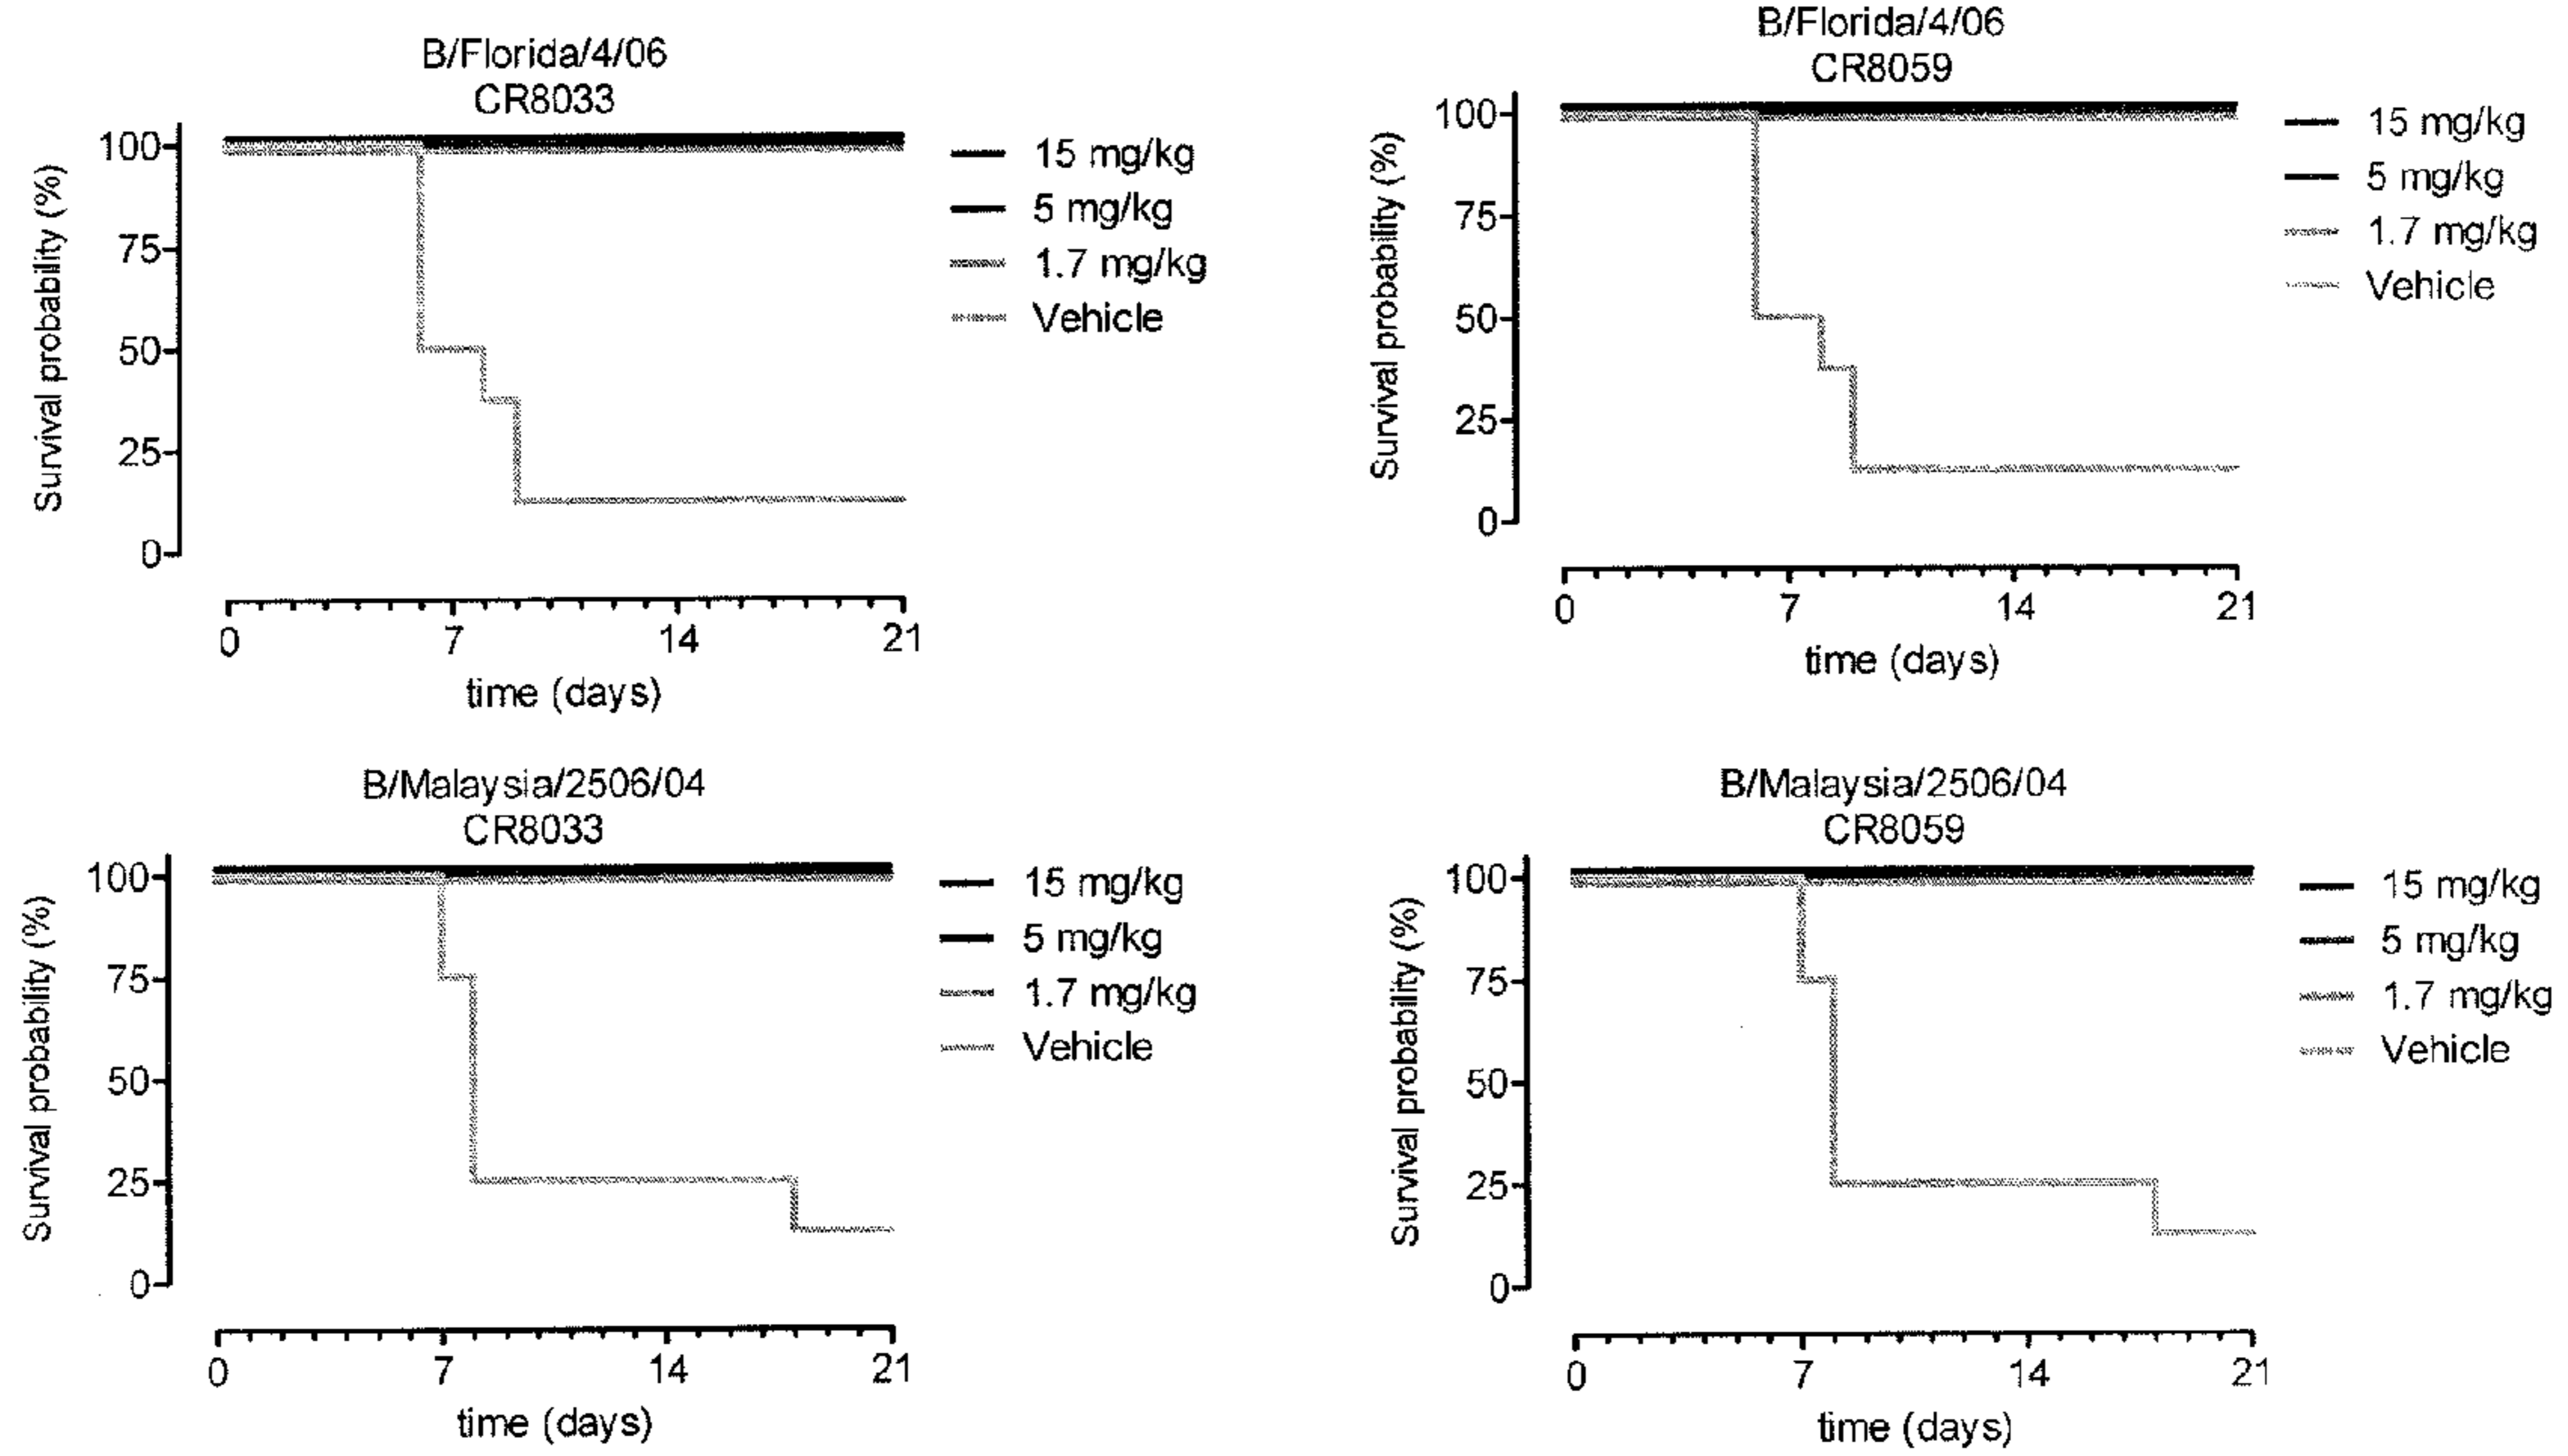 B/Florida/4/06
CR8033
Survival probability (%)
100
75
50
25
0
0 7 14 21
time (days)
15 mg/kg
5 mg/kg
1.7 mg/kg
Vehicle
B/Florida/4/06
CR8059
Survival probability (%)
100
75
50
25
0
0 7 14 21
time (days)
15 mg/kg
5 mg/kg
1.7 mg/kg
Vehicle
B/Malaysia/2506/04
CR8033
Survival probability (%)
100
75
50
25
0
0 7 14 21
time (days)
15 mg/kg
5 mg/kg
1.7 mg/kg
Vehicle
B/Malaysia/2506/04
CR8059
Survival probability (%)
100
75
50
25
0
0 7 14 21
time (days)
15 mg/kg
5 mg/kg
1.7 mg/kg
Vehicle